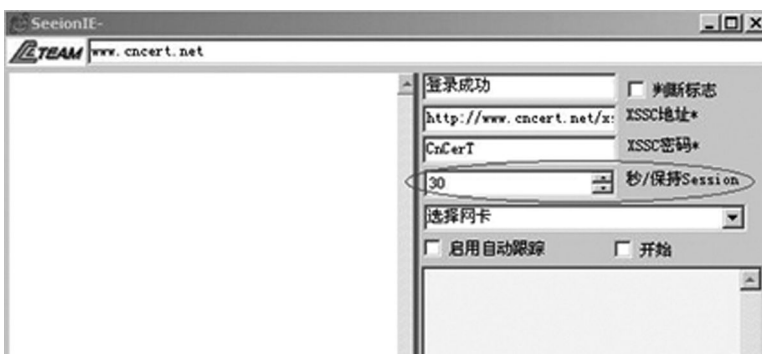 SeeionIE-
TEAM www.cncert.net
登录成功 判断标志
http://www.cncert.net/x XSSC地址*
CnCerT XSSC密码*
30 秒/保持Session
选择网卡
启用自动跟踪 开始